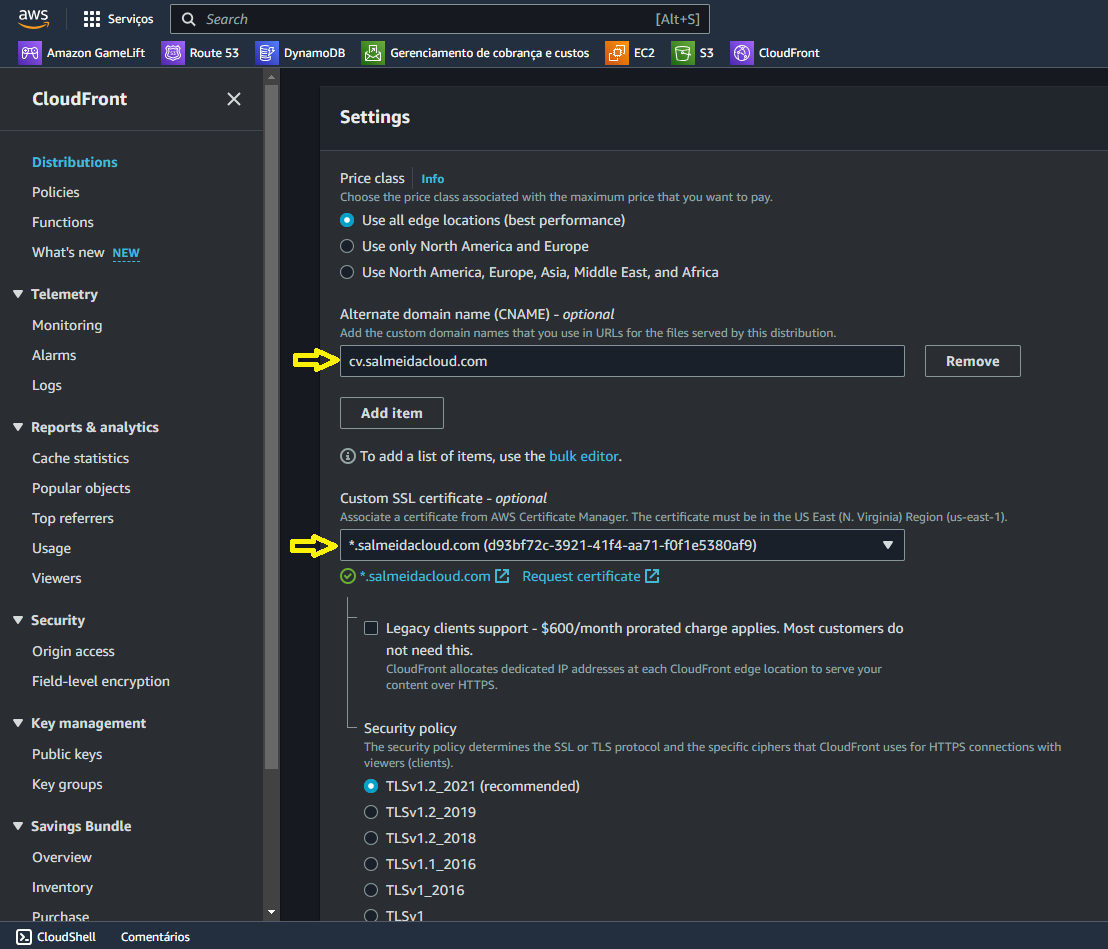 aws
Serviços
Search
[Alt+S]
Amazon GameLift
Route 53
DynamoDB
Gerenciamento de cobrança e custos
EC2
S3
CloudFront
CloudFront
Distributions
Policies
Functions
What's new NEW
Telemetry
Monitoring
Alarms
Logs
Reports & analytics
Cache statistics
Popular objects
Top referrers
Usage
Viewers
Security
Origin access
Field-level encryption
Key management
Public keys
Key groups
Savings Bundle
Overview
Inventory
Purchase
Settings
Price class
Info
Choose the price class associated with the maximum price that you want to pay.
Use all edge locations (best performance)
Use only North America and Europe
Use North America, Europe, Asia, Middle East, and Africa
Alternate domain name (CNAME) - optional
Add the custom domain names that you use in URLs for the files served by this distribution.
cv.salmeidacloud.com
Remove
Add item
To add a list of items, use the bulk editor.
Custom SSL certificate - optional
Associate a certificate from AWS Certificate Manager. The certificate must be in the US East (N. Virginia) Region (us-east-1).
*.salmeidacloud.com (d93bf72c-3921-41f4-aa71-f0f1e5380af9)
*.salmeidacloud.com
Request certificate
Legacy clients support - $600/month prorated charge applies. Most customers do
not need this.
CloudFront allocates dedicated IP addresses at each CloudFront edge location to serve your
content over HTTPS.
Security policy
The security policy determines the SSL or TLS protocol and the specific ciphers that CloudFront uses for HTTPS connections with
viewers (clients).
TLSv1.2_2021 (recommended)
TLSv1.2_2019
TLSv1.2_2018
TLSv1.1_2016
TLSv1_2016
TLSv1
CloudShell
Comentários